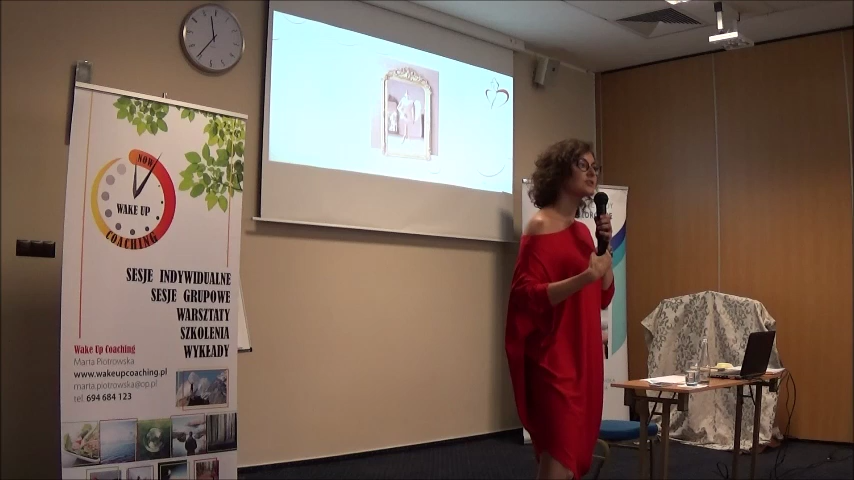 NOW
WAKE UP
COACHING
SESJE INDYWIDUALNE
SESJE GRUPOWE
WARSZTATY
SZKOLENIA
WYKŁADY
Wake Up Coaching
Marta Piotrowska
www.wakeupcoaching.pl
marta.piotrowska@op.pl
tel 694 684 123